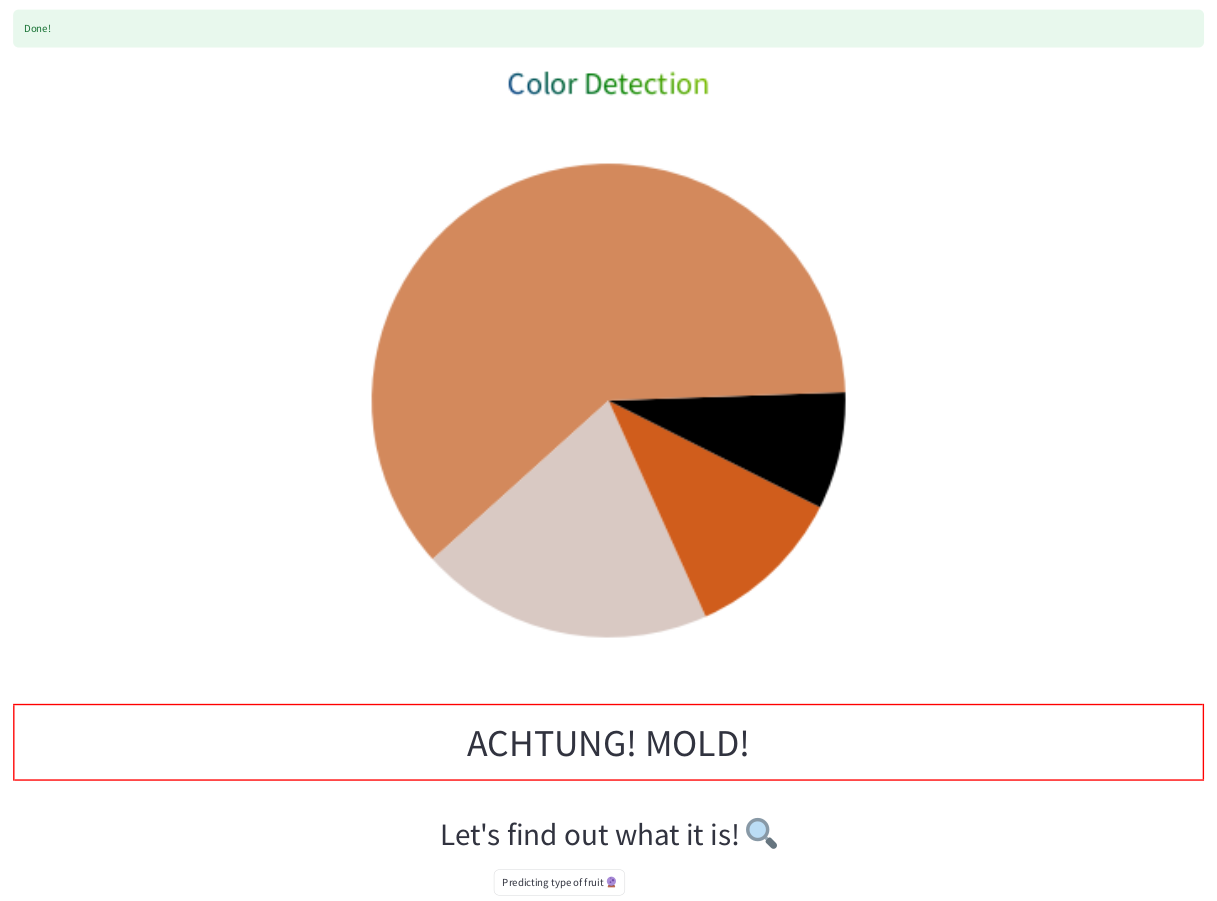 Done!
Color Detection
ACHTUNG! MOLD!
Let's find out what it is! 🔍
Predicting type of fruit 🔮